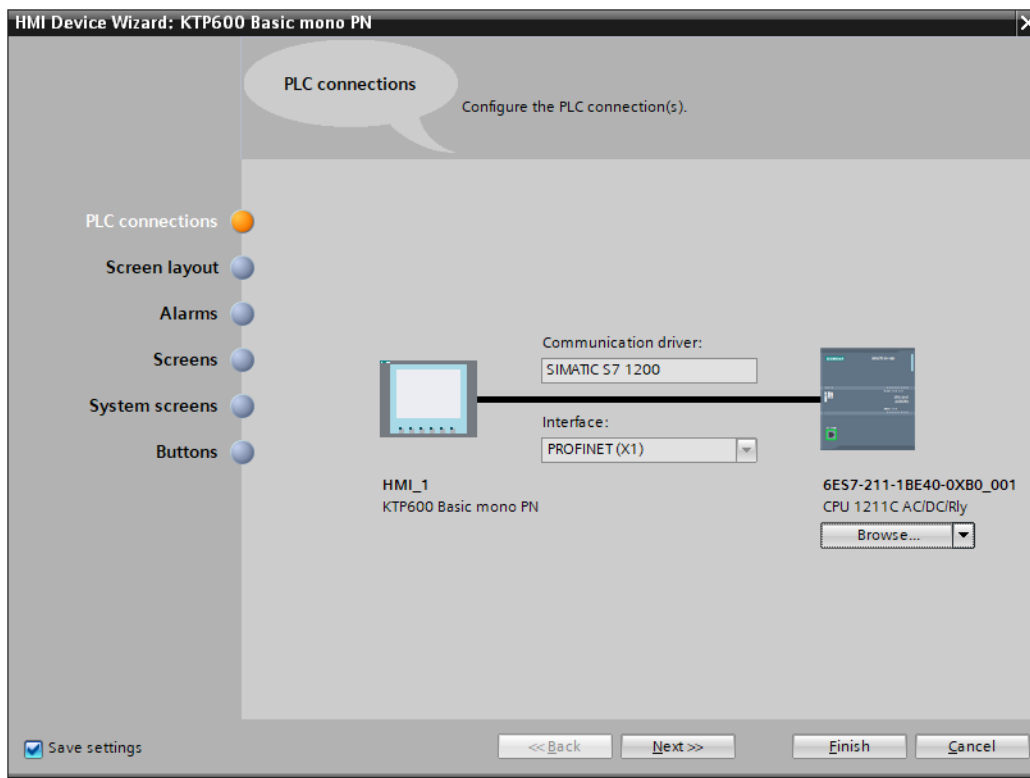 HMI Device Wizard: KTP600 Basic mono PN
PLC connections
Configure the PLC connection(s).
PLC connections
Screen layout
Alarms
Screens
System screens
Buttons
Communication driver:
SIMATIC S7 1200
Interface:
PROFINET (X1)
HMI_1
KTP600 Basic mono PN
6ES7-211-1BE40-0XB0_001
CPU 1211C AC/DC/Rly
Browse...
Save settings
<< Back
Next >>
Finish
Cancel